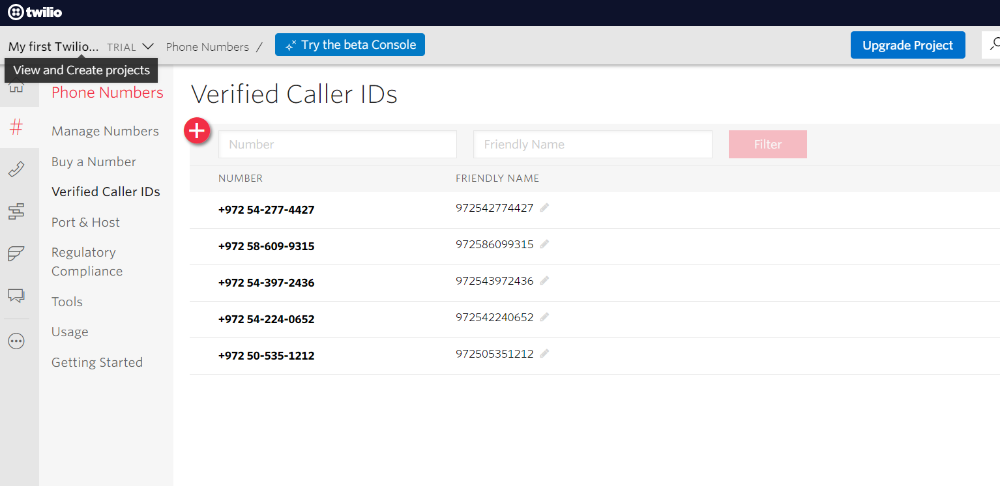 twilio
My first Twilio... TRIAL Phone Numbers / Try the beta Console Upgrade Project
View and Create projects
Phone Numbers
Manage Numbers
Buy a Number
Verified Caller IDs
Port & Host
Regulatory
Compliance
Tools
Usage
Getting Started
Verified Caller IDs
Number Friendly Name Filter
NUMBER FRIENDLY NAME
+972 54-277-4427 972542774427
+972 58-609-9315 972586099315
+972 54-397-2436 972543972436
+972 54-224-0652 972542240652
+972 50-535-1212 972505351212